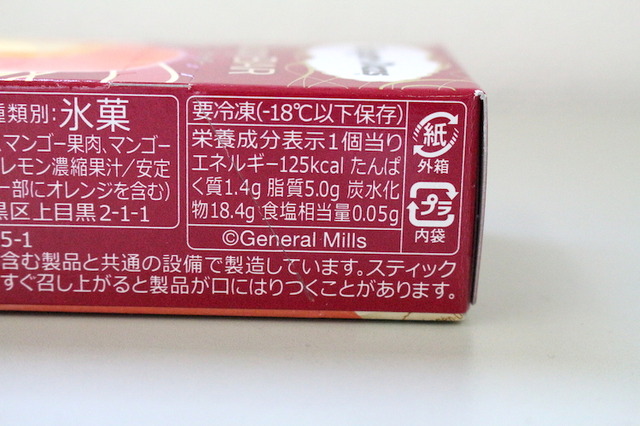 種類別:氷菓
、マンゴー果肉、マンゴー
レモン濃縮果汁/安定
一部にオレンジを含む)
黒区上目黒2-1-1
5-1
要冷凍(-18℃以下保存)
栄養成分表示1個当り
エネルギー125kcal たんぱ
く質1.4g 脂質5.0g 炭水化
物18.4g 食塩相当量0.05g
©General Mills
紙
外箱
プラ
内袋
含む製品と共通の設備で製造しています。スティック
すぐ召し上がると製品が口にはりつくことがあります。